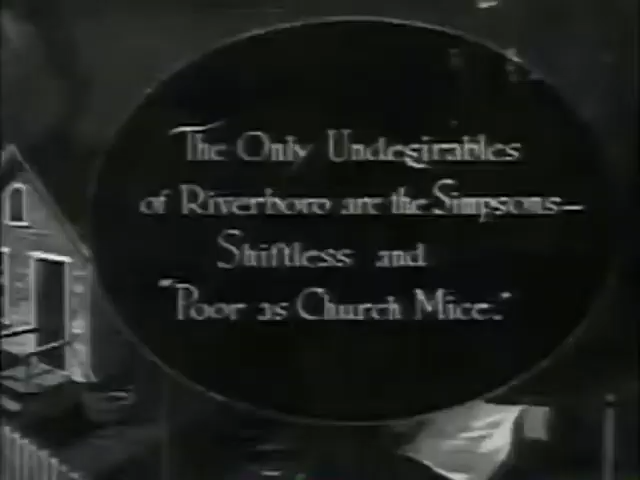 The Only Undesirables
of Riverboro are the Simpsons—
Shiftless and
"Poor as Church Mice."